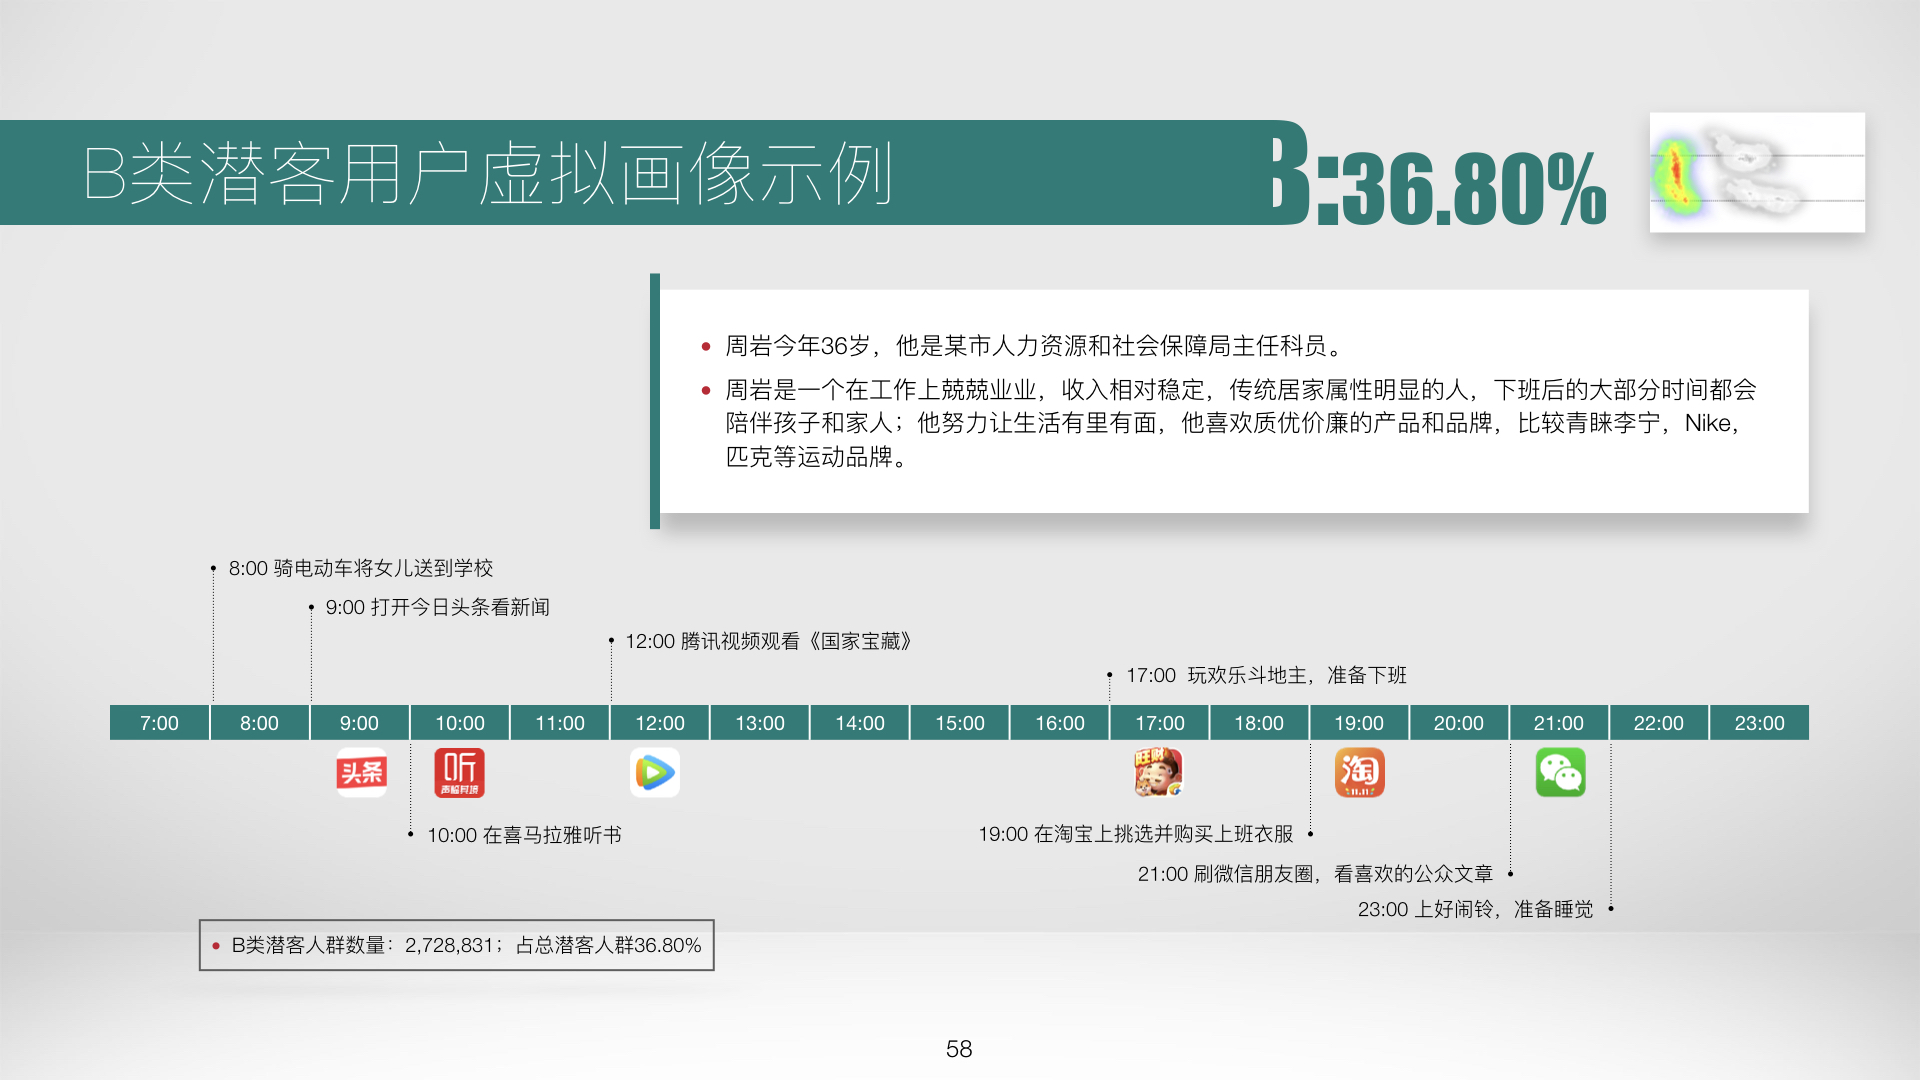 B类潜客用户虚拟画像示例
B:36.80%
周岩今年36岁，他是某市人力资源和社会保障局主任科员。
周岩是一个在工作上兢兢业业，收入相对稳定，传统居家属性明显的人，下班后的大部分时间都会
陪伴孩子和家人；他努力让生活有里有面，他喜欢质优价廉的产品和品牌，比较青睐李宁，Nike，
匹克等运动品牌。
8:00 骑电动车将女儿送到学校
9:00 打开今日头条看新闻
12:00 腾讯视频观看《国家宝藏》
17:00 玩欢乐斗地主，准备下班
7:00 8:00 9:00 10:00 11:00 12:00 13:00 14:00 15:00 16:00 17:00 18:00 19:00 20:00 21:00 22:00 23:00
头条
听
旺财
淘
11.11
10:00 在喜马拉雅听书
19:00 在淘宝上挑选并购买上班衣服
21:00 刷微信朋友圈，看喜欢的公众文章
23:00 上好闹铃，准备睡觉
B类潜客人群数量：2,728,831；占总潜客人群36.80%
58